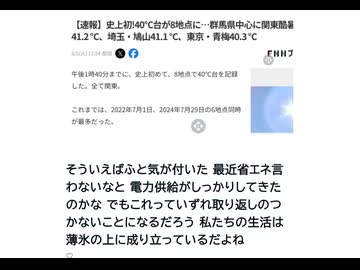 【速報】史上初!40℃台が8地点に…群馬県中心に関東酷暑
41.2℃、埼玉・鳩山41.1℃、東京・青梅40.3℃
8/5(火) 13:54 配信
FNNプ
午後1時40分までに、史上初めて、8地点で40℃台を記録
した。全て関東。
これまでは、2022年7月1日、2024年7月29日の6地点同時
が最多だった。
そういえばふと気が付いた 最近省エネ言
わないなと 電力供給がしっかりしてきた
のかな でもこれっていずれ取り返しのつ
かないことになるだろう 私たちの生活は
薄氷の上に成り立っているだよね